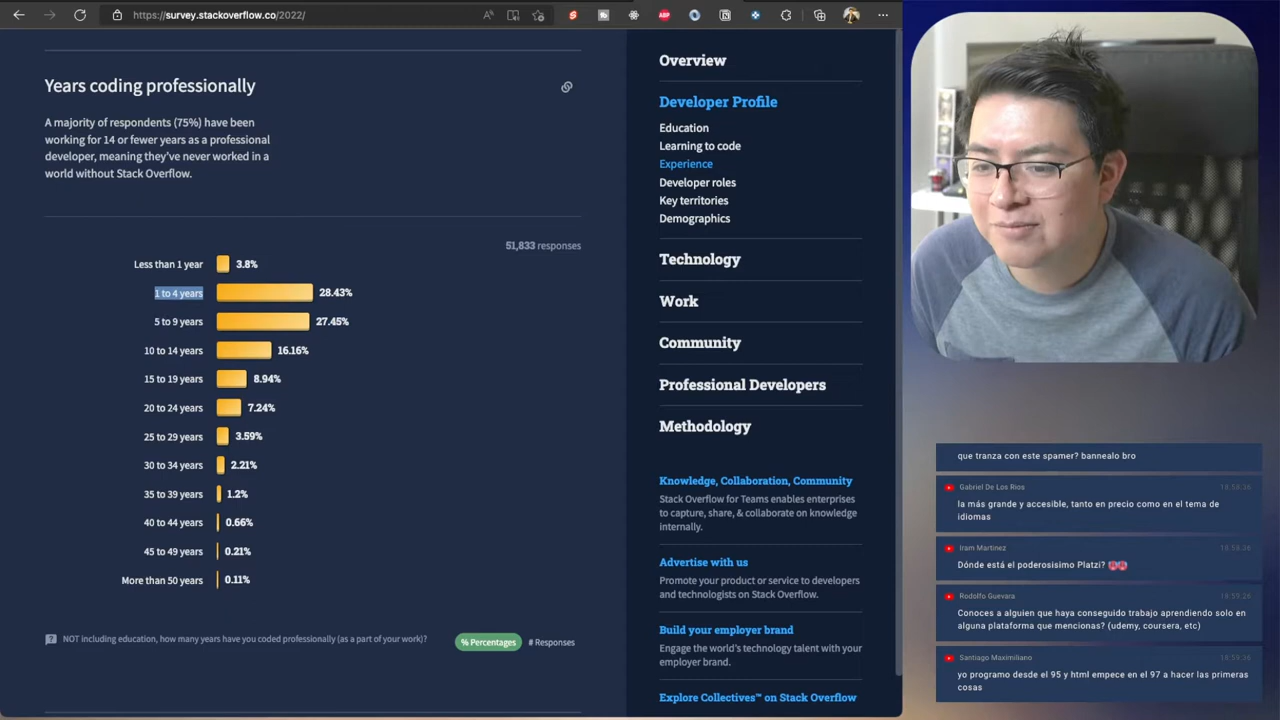 https://survey.stackoverflow.co/2022/
Years coding professionally
A majority of respondents (75%) have been
working for 14 or fewer years as a professional
developer, meaning they've never worked in a
world without Stack Overflow.
51,833 responses
Less than 1 year 3.8%
1 to 4 years 28.43%
5 to 9 years 27.45%
10 to 14 years 16.16%
15 to 19 years 8.94%
20 to 24 years 7.24%
25 to 29 years 3.59%
30 to 34 years 2.21%
35 to 39 years 1.2%
40 to 44 years 0.66%
45 to 49 years 0.21%
More than 50 years 0.11%
NOT including education, how many years have you coded professionally (as a part of your work)?
% Percentages # Responses
Overview
Developer Profile
Education
Learning to code
Experience
Developer roles
Key territories
Demographics
Technology
Work
Community
Professional Developers
Methodology
Knowledge, Collaboration, Community
Stack Overflow for Teams enables enterprises
to capture, share, & collaborate on knowledge
internally.
Advertise with us
Promote your product or service to developers
and technologists on Stack Overflow.
Build your employer brand
Engage the world's technology talent with your
employer brand.
Explore Collectives™ on Stack Overflow
que tranza con este spamer? bannealo bro
Gabriel De Los Rios
la más grande y accesible, tanto en precio como en el tema de
idiomas
Iram Martinez
Dónde está el poderosisimo Platzi?
Rodolfo Guevara 18:59:26
Conoces a alguien que haya conseguido trabajo aprendiendo solo en
alguna plataforma que mencionas? (udemy, coursera, etc)
Santiago Maximiliano 18:59:36
yo programo desde el 95 y html empece en el 97 a hacer las primeras
cosas